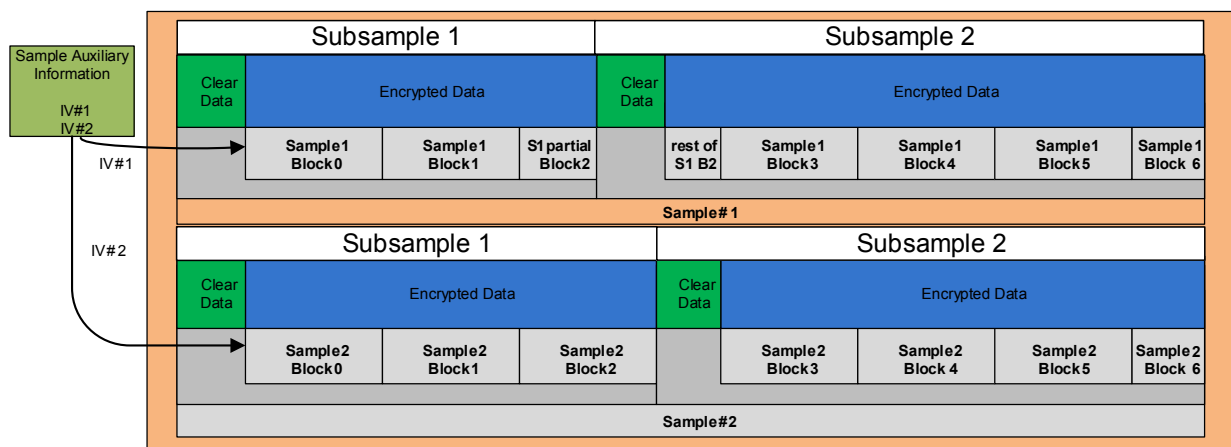 Sample Auxiliary
Information
IV#1
IV#2
IV#1
IV#2
Subsample 1
Subsample 2
Clear
Data
Encrypted Data
Clear
Data
Encrypted Data
Sample1
Block0
Sample1
Block1
S1partial
Block2
rest of
S1 B2
Sample1
Block3
Sample1
Block4
Sample1
Block5
Sample1
Block 6
Sample#1
Subsample 1
Subsample 2
Clear
Data
Encrypted Data
Clear
Data
Encrypted Data
Sample2
Block0
Sample2
Block1
Sample2
Block2
Sample2
Block3
Sample2
Block 4
Sample2
Block5
Sample2
Block 6
Sample#2